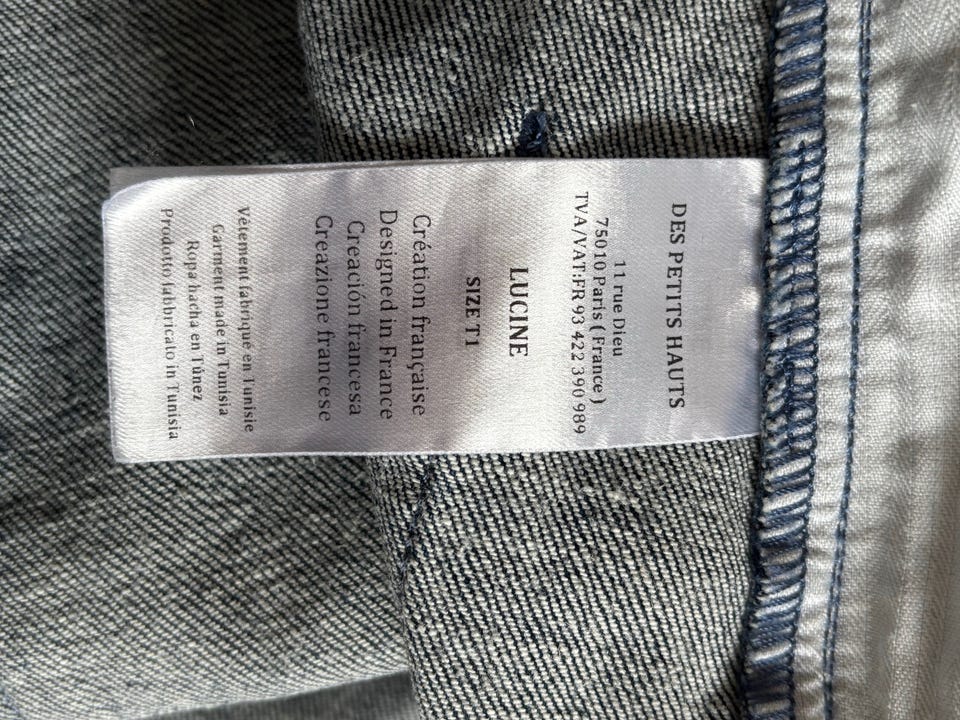 DES PETITS HAUTS
11 rue Dieu
75010 Paris ( France )
TVA/VAT:FR 93 422 390 989
LUCINE
SIZE T1
Création française
Designed in France
Creación francesa
Creazione francese
Vêtement fabriqué en Tunisie
Garment made in Tunisia
Ropa hacha en Túnez
Prodotto fabbricato in Tunisia